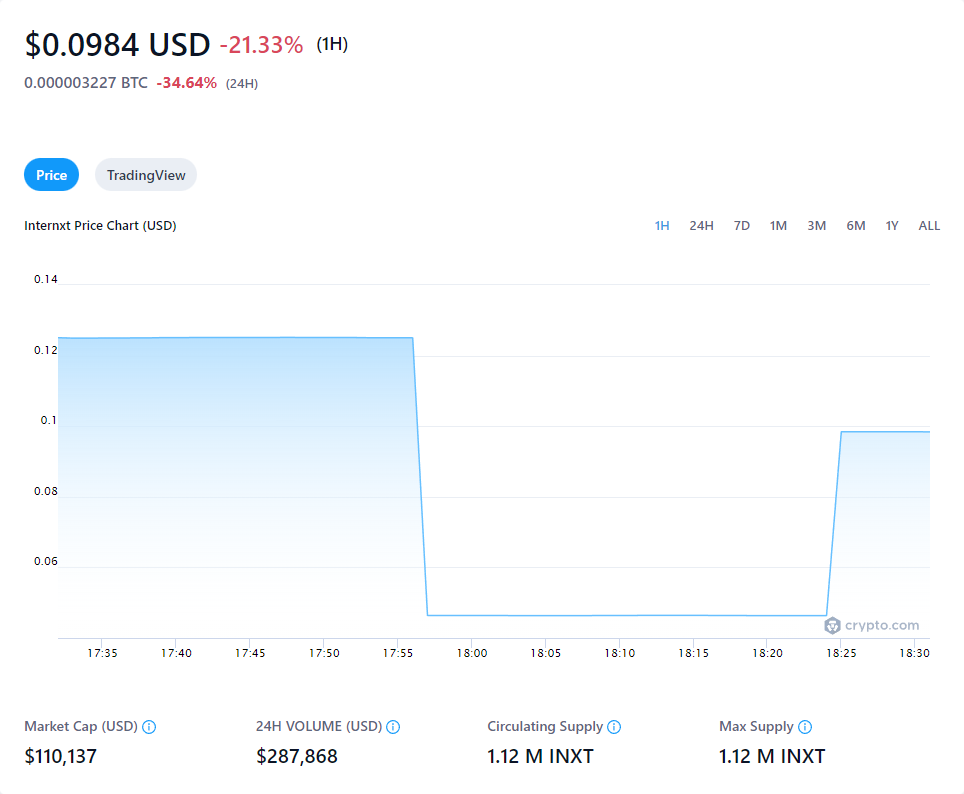 $0.0984 USD -21.33% (1H)
0.000003227 BTC -34.64% (24H)
Price TradingView
Internxt Price Chart (USD) 1H 24H 7D 1M 3M 6M 1Y ALL
0.14
0.12
0.1
0.08
0.06
crypto.com
17:35 17:40 17:45 17:50 17:55 18:00 18:05 18:10 18:15 18:20 18:25 18:30
Market Cap (USD) 24H VOLUME (USD) Circulating Supply Max Supply
$110,137 $287,868 1.12 M INXT 1.12 M INXT